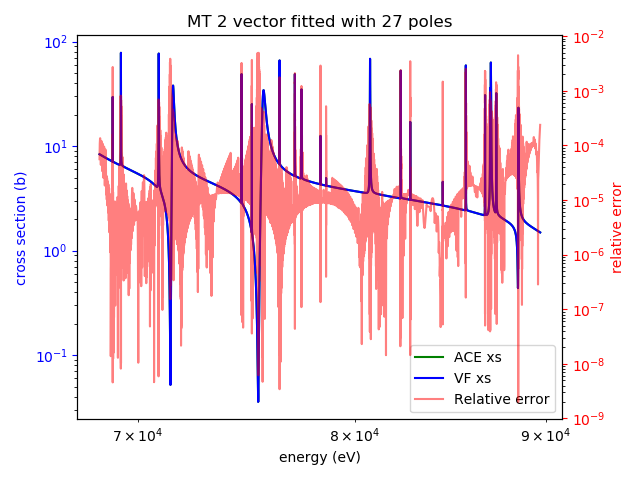 MT 2 vector fitted with 27 poles
10²
10¹
10⁰
10⁻¹
cross section (b)
10⁻²
10⁻³
10⁻⁴
10⁻⁵
10⁻⁶
10⁻⁷
10⁻⁸
10⁻⁹
relative error
ACE xs
VF xs
Relative error
7 × 10⁴
8 × 10⁴
9 × 10⁴
energy (eV)